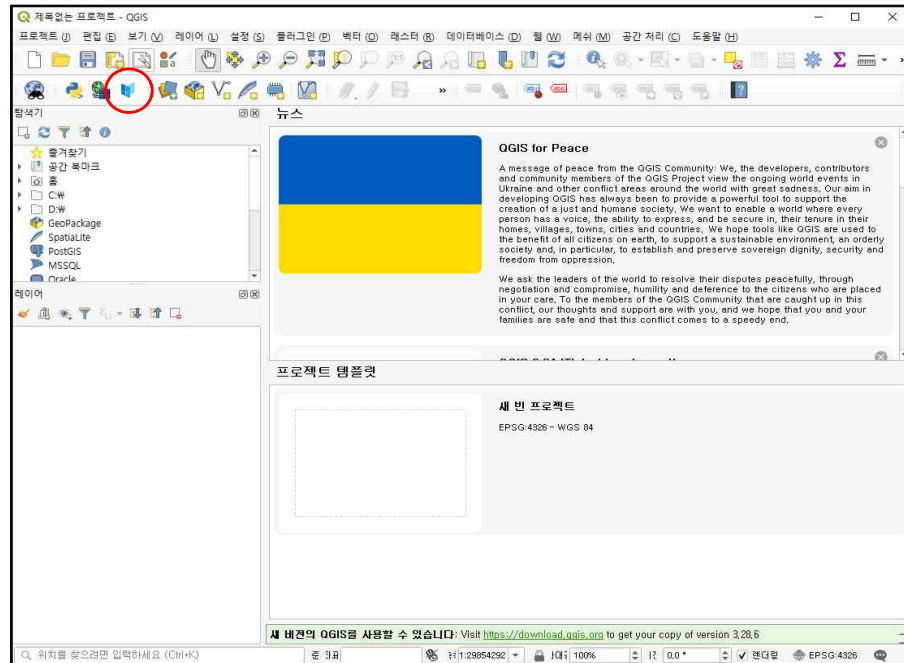 제목없는 프로젝트 - QGIS
프로젝트 (J) 편집 (E) 보기 (V) 레이어 (L) 설정 (S) 플러그인 (P) 벡터 (O) 래스터 (R) 데이터베이스 (D) 웹 (W) 메쉬 (M) 공간 처리 (C) 도움말 (H)
탐색기
즐겨찾기
공간 북마크
홈
C:₩
D:₩
GeoPackage
SpatiaLite
PostGIS
MSSQL
Oracle
레이어
뉴스
QGIS for Peace
A message of peace from the QGIS Community: We, the developers, contributors
and community members of the QGIS Project view the ongoing world events in
Ukraine and other conflict areas around the world with great sadness. Our aim in
developing QGIS has always been to provide a powerful tool to support the
creation of a just and humane society. We want to enable a world where every
person has a voice, the ability to express, and be secure in, their tenure in their
homes, villages, towns, cities and countries. We hope tools like QGIS are used to
the benefit of all citizens on earth, to support a sustainable environment, an orderly
society and, in particular, to establish and preserve sovereign dignity, security and
freedom from oppression.
We ask the leaders of the world to resolve their disputes peacefully, through
negotiation and compromise, humility and deference to the citizens who are placed
in your care. To the members of the QGIS Community that are caught up in this
conflict, our thoughts and support are with you, and we hope that you and your
families are safe and that this conflict comes to a speedy end.
프로젝트 템플릿
새 빈 프로젝트
EPSG:4326 - WGS 84
새 버전의 QGIS를 사용할 수 있습니다: Visit https://download.qgis.org to get your copy of version 3.28.6
위치를 찾으려면 입력하세요 (Ctrl+K) 1:29854292 100% 0.0 ° 렌더링 EPSG:4326